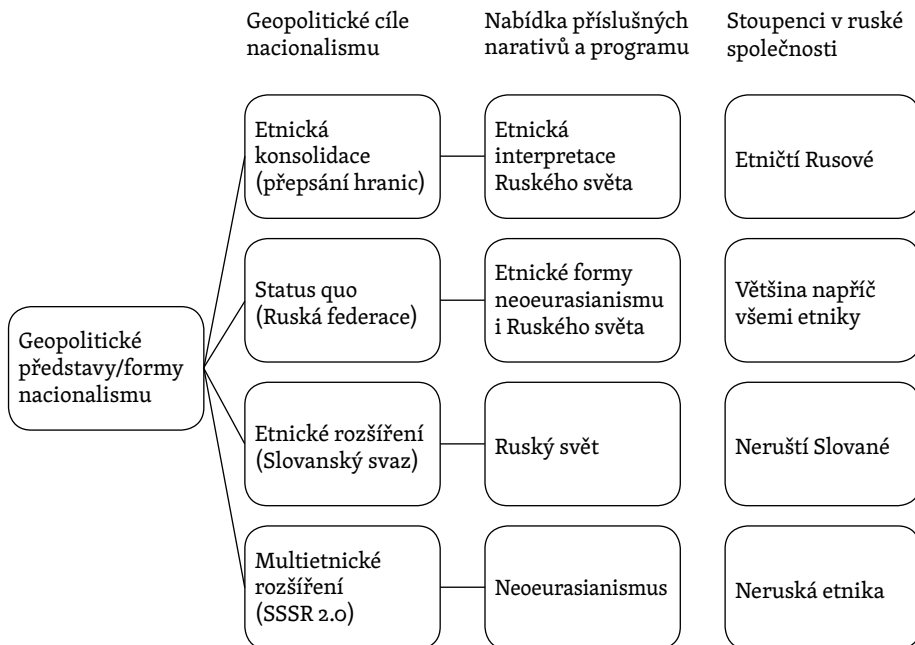 Geopolitické cíle
nacionalismu
Nabídka příslušných
narativů a programu
Stoupenci v ruské
společnosti
Geopolitické
představy/formy
nacionalismu
Etnická
konsolidace
(přepsání hranic)
Etnická
interpretace
Ruského světa
Etničtí Rusové
Status quo
(Ruská federace)
Etnické formy
neoeurasianismu
i Ruského světa
Většina napříč
všemi etniky
Etnické rozšíření
(Slovanský svaz)
Ruský svět
Neruští Slované
Multietnické
rozšíření
(SSSR 2.0)
Neoeurasianismus
Neruská etnika